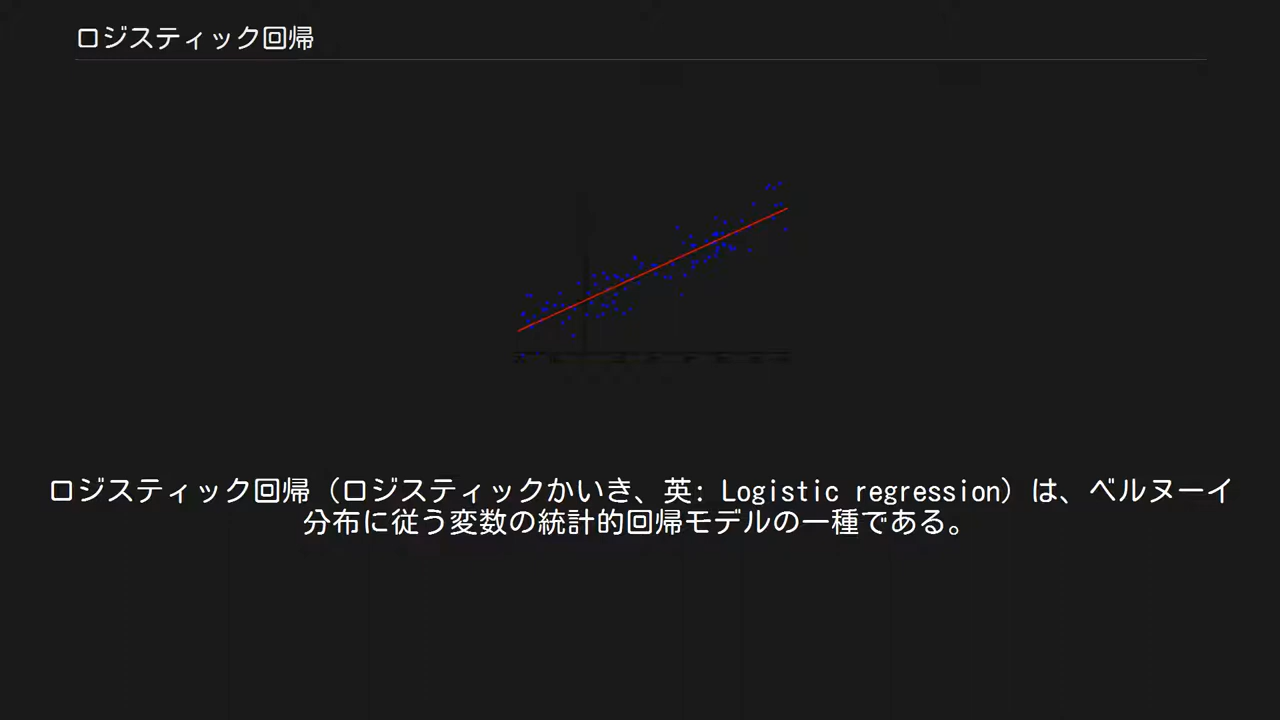 ロジスティック回帰
ロジスティック回帰（ロジスティックかいき、英: Logistic regression）は、ベルヌーイ
分布に従う変数の統計的回帰モデルの一種である。